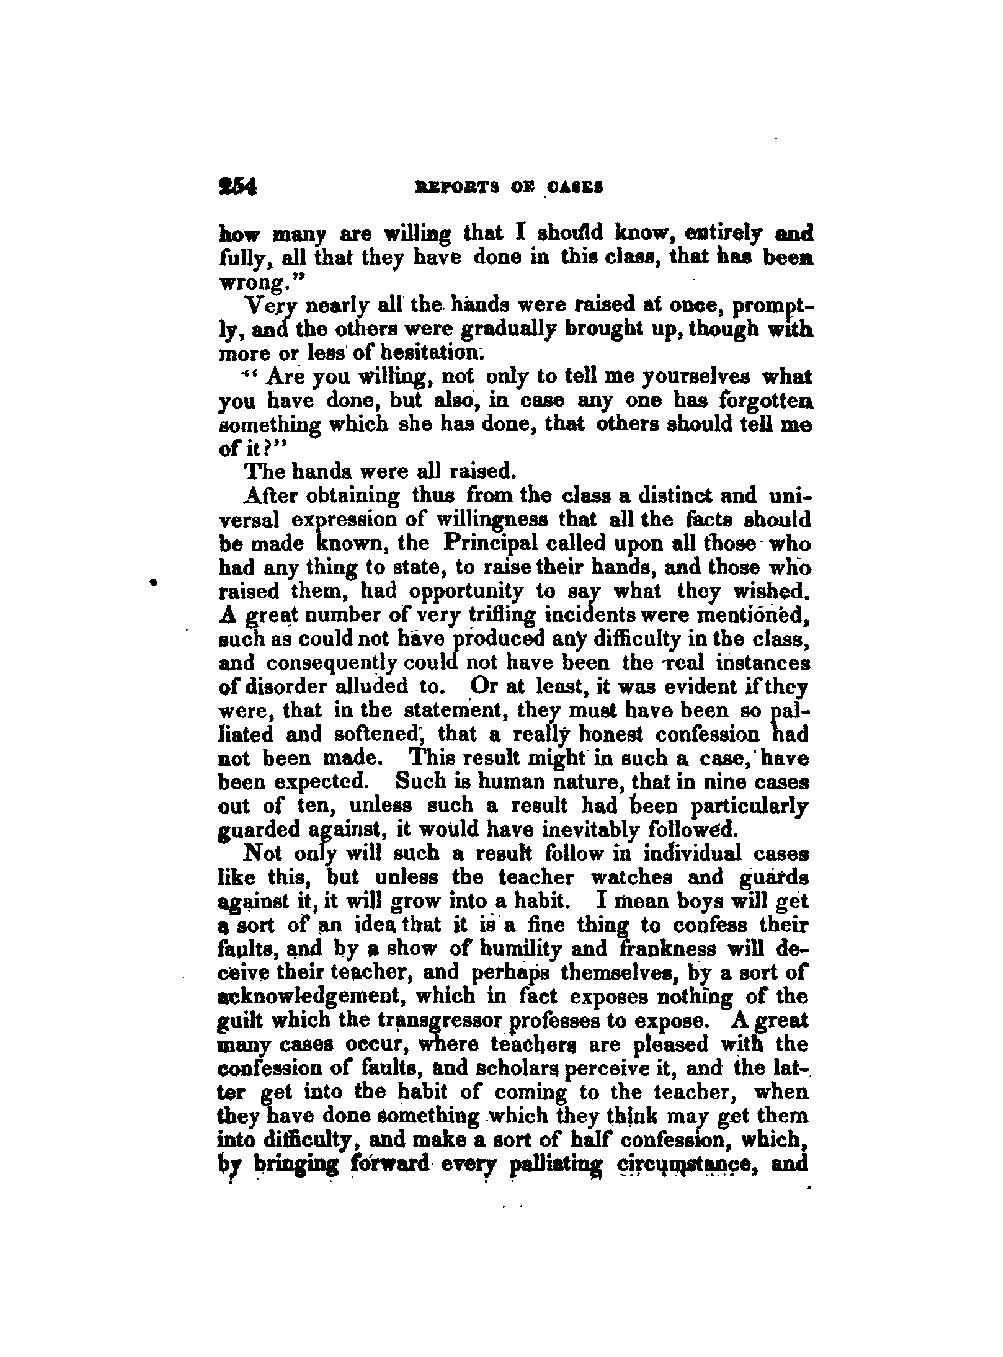 254 REPORTS OF CASES
how many are willing that I should know, entirely and
fully, all that they have done in this class, that has been
wrong."
Very nearly all the hands were raised at once, prompt-
ly, and the others were gradually brought up, though with
more or less of hesitation.
" Are you willing, not only to tell me yourselves what
you have done, but also, in case any one has forgotten
something which she has done, that others should tell me
of it?"
The hands were all raised.
After obtaining thus from the class a distinct and uni-
versal expression of willingness that all the facts should
be made known, the Principal called upon all those who
had any thing to state, to raise their hands, and those who
raised them, had opportunity to say what they wished.
A great number of very trifling incidents were mentioned,
such as could not have produced any difficulty in the class,
and consequently could not have been the real instances
of disorder alluded to. Or at least, it was evident if they
were, that in the statement, they must have been so pal-
liated and softened, that a really honest confession had
not been made. This result might in such a case, have
been expected. Such is human nature, that in nine cases
out of ten, unless such a result had been particularly
guarded against, it would have inevitably followed.
Not only will such a result follow in individual cases
like this, but unless the teacher watches and guards
against it, it will grow into a habit. I mean boys will get
a sort of an idea that it is a fine thing to confess their
faults, and by a show of humility and frankness will de-
ceive their teacher, and perhaps themselves, by a sort of
acknowledgement, which in fact exposes nothing of the
guilt which the transgressor professes to expose. A great
many cases occur, where teachers are pleased with the
confession of faults, and scholars perceive it, and the lat-
ter get into the habit of coming to the teacher, when
they have done something which they think may get them
into difficulty, and make a sort of half confession, which,
by bringing forward every palliating circumstance, and